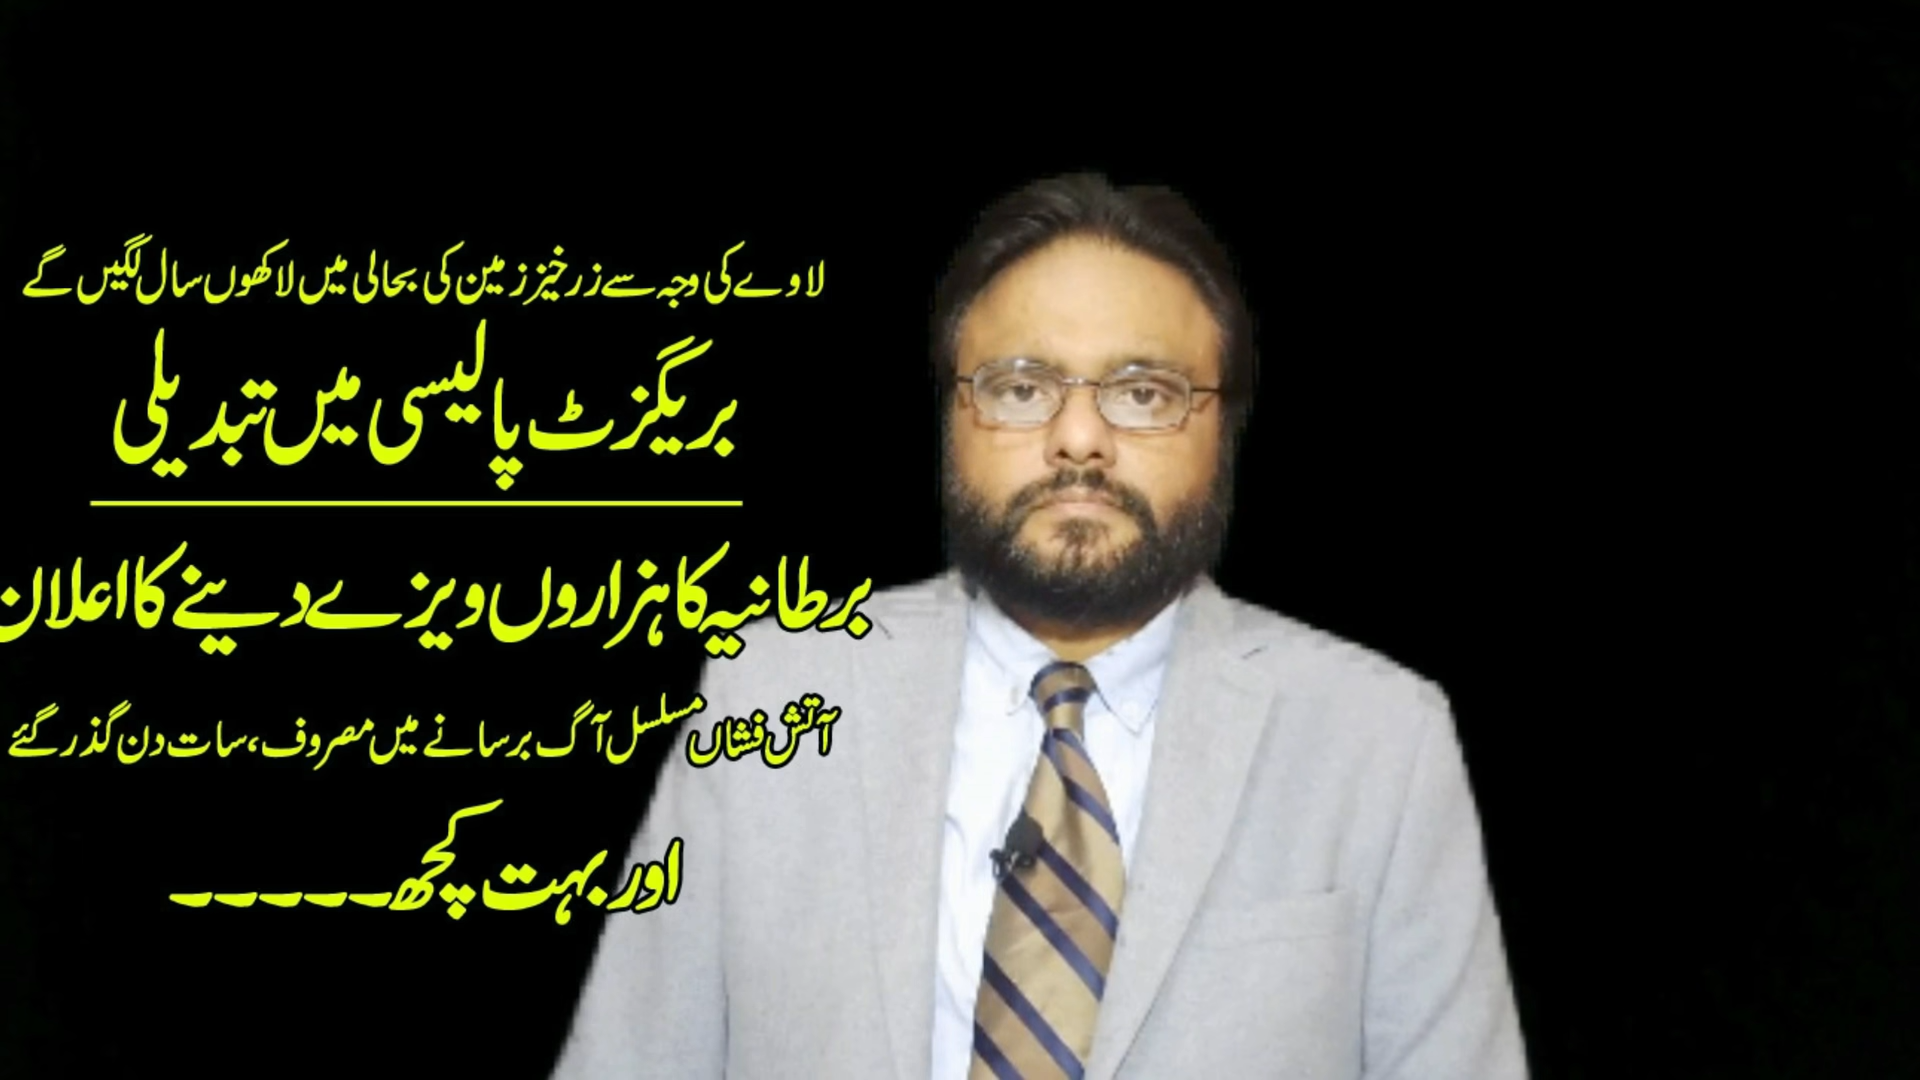 لاوے کی وجہ سے زرخیز زمین کی بحالی میں لاکھوں سال لگیں گے
بریگزٹ پالیسی میں تبدیلی
برطانیہ کا ہزاروں ویزے دینے کا اعلان
آتش فشاں مسلسل آگ برسانے میں مصروف، سات دن گذر گئے
اور بہت کچھ۔۔۔۔۔